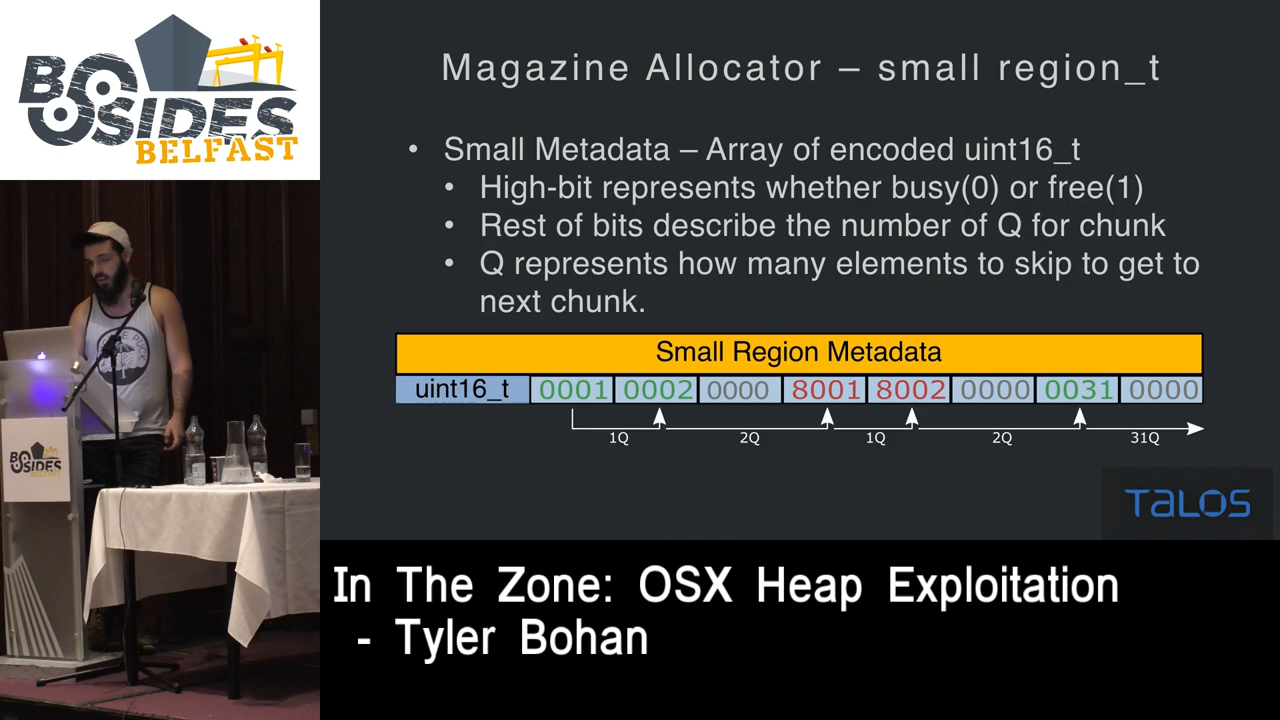 BSIDES
BELFAST
Magazine Allocator – small region_t
• Small Metadata – Array of encoded uint16_t
• High-bit represents whether busy(0) or free(1)
• Rest of bits describe the number of Q for chunk
• Q represents how many elements to skip to get to
next chunk.
Small Region Metadata
uint16_t 0001 0002 0000 8001 8002 0000 0031 0000
1Q 2Q 1Q 2Q 31Q
TALOS
BSIDES
In The Zone: OSX Heap Exploitation
- Tyler Bohan